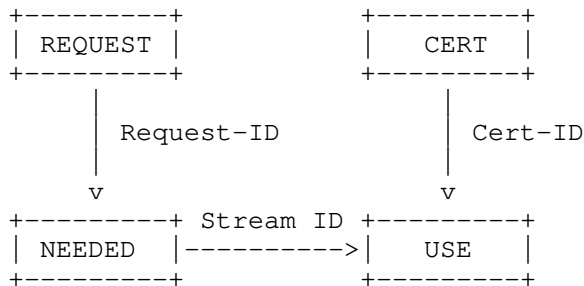 +---------+ +---------+
| REQUEST | | CERT |
+---------+ +---------+
| |
| Request-ID | Cert-ID
| |
v v
+---------+ Stream ID +---------+
| NEEDED |---------->| USE |
+---------+ +---------+